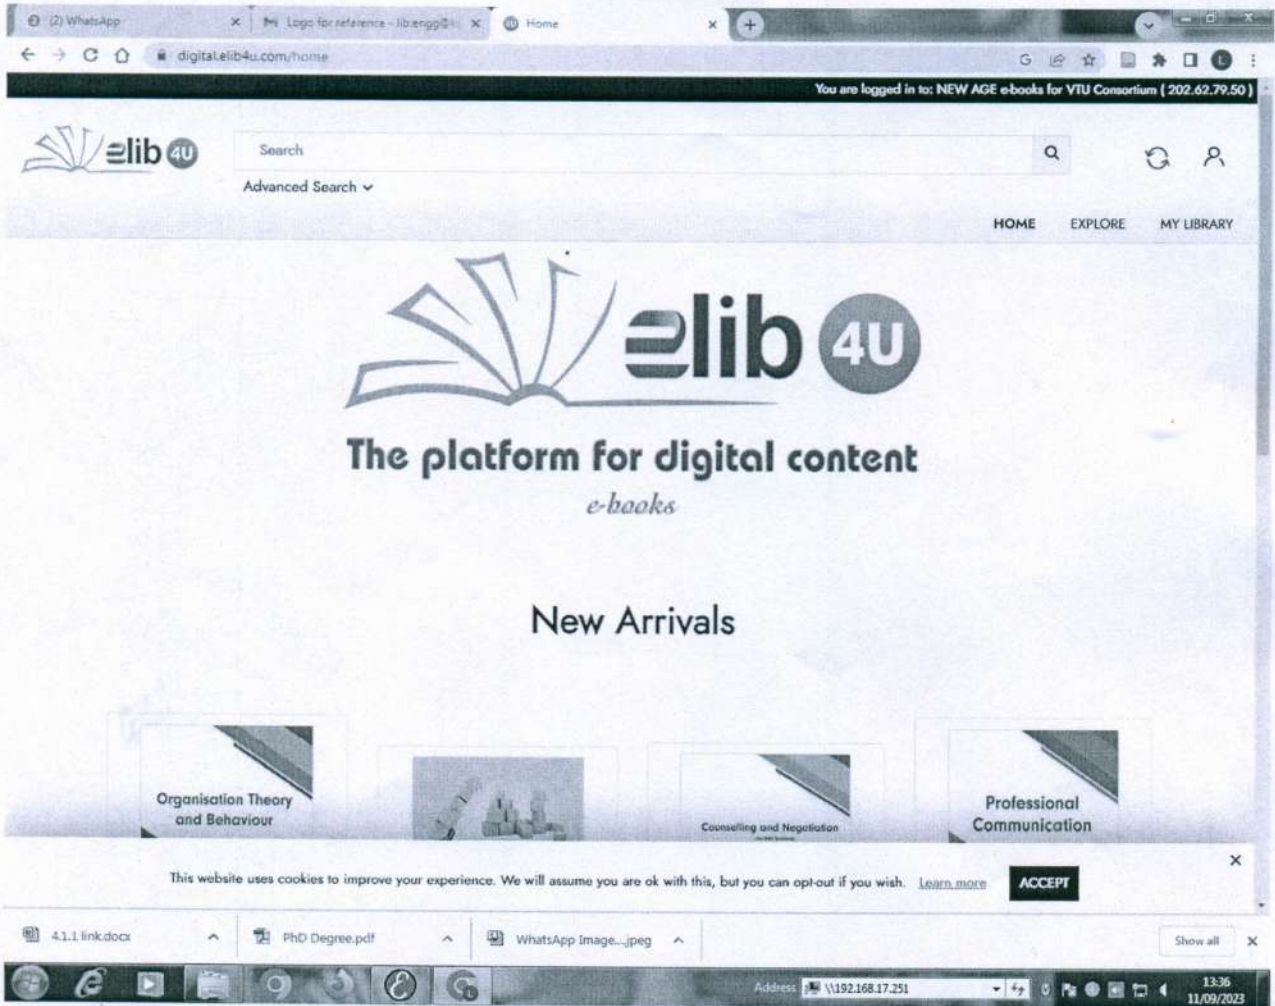 (2) WhatsApp
Logo for reference - lib.engg@k
Home
digital.elib4u.com/home
You are logged in to: NEW AGE e-books for VTU Consortium ( 202.62.79.50 )
elib 4U
Search
Advanced Search
HOME EXPLORE MY LIBRARY
elib 4U
The platform for digital content
e-books
New Arrivals
Organisation Theory
and Behaviour
Counselling and Negotiation
Professional
Communication
This website uses cookies to improve your experience. We will assume you are ok with this, but you can opt-out if you wish. Learn more ACCEPT
4.1.1 link.docx
PhD Degree.pdf
WhatsApp Image....jpeg
Show all
Address \\192.168.17.251
13:36
11/09/2023